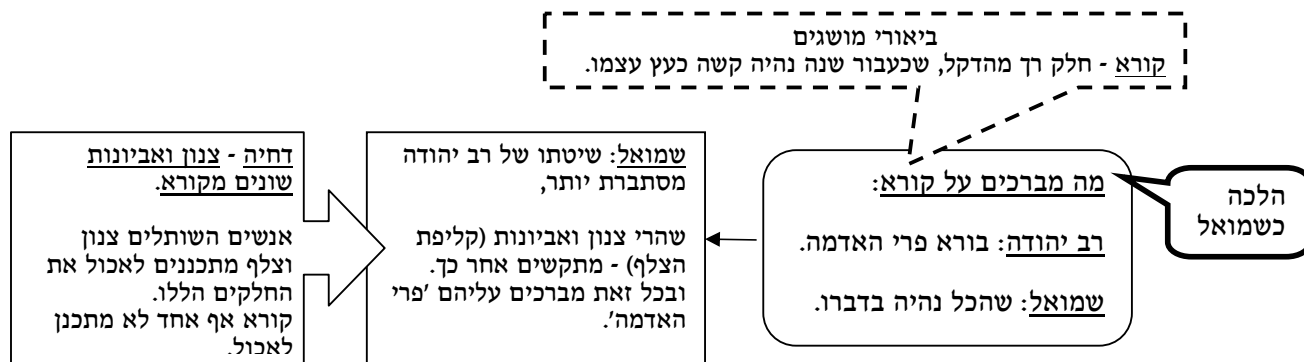 ביאורי מושגים
קורא - חלק רך מהדקל, שכעבור שנה נהיה קשה כעץ עצמו.
הלכה
כשמואל
מה מברכים על קורא:
רב יהודה: בורא פרי האדמה.
שמואל: שהכל נהיה בדברו.
שמואל: שיטתו של רב יהודה
מסתברת יותר,
שהרי צנון ואביונות (קליפת
הצלף) - מתקשים אחר כך.
ובכל זאת מברכים עליהם 'פרי
האדמה'.
דחיה - צנון ואביונות
שונים מקורא.
אנשים השותלים צנון
וצלף מתכננים לאכול את
החלקים הללו.
קורא אף אחד לא מתכנן
לאכול.